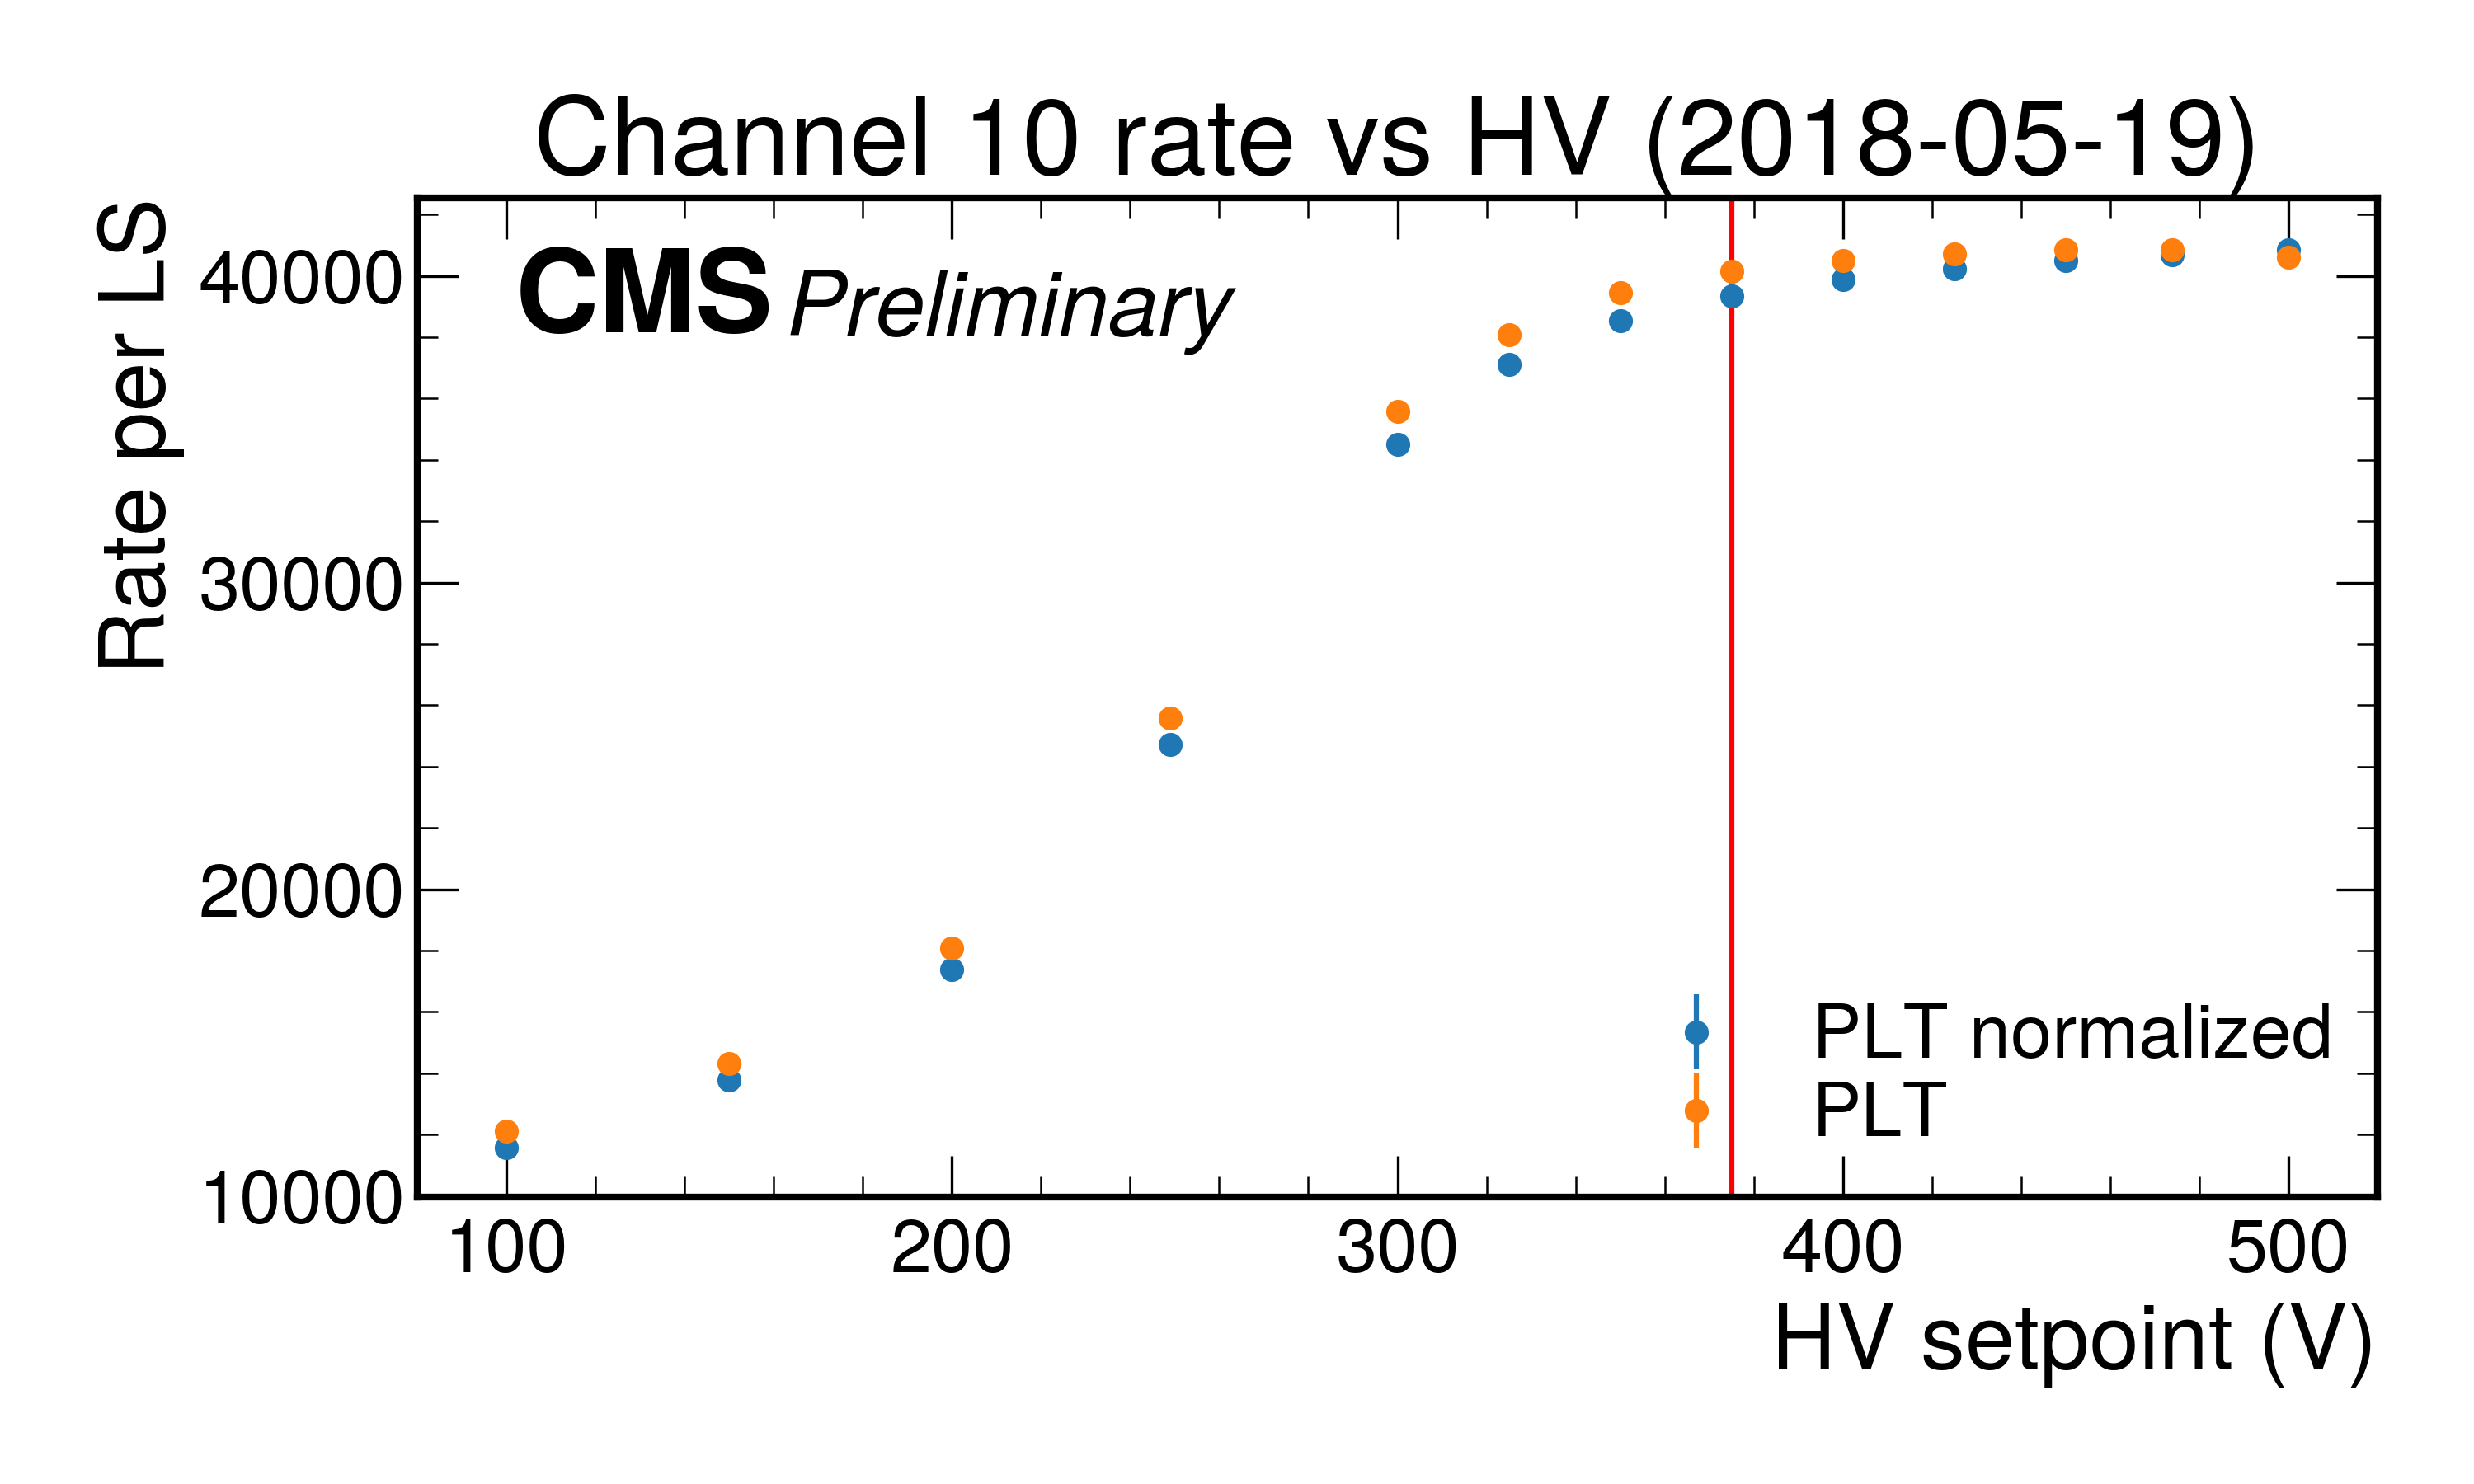 Channel 10 rate vs HV (2018-05-19)
CMS Preliminary
Rate per LS
40000
30000
20000
10000
PLT normalized
PLT
100 200 300 400 500
HV setpoint (V)